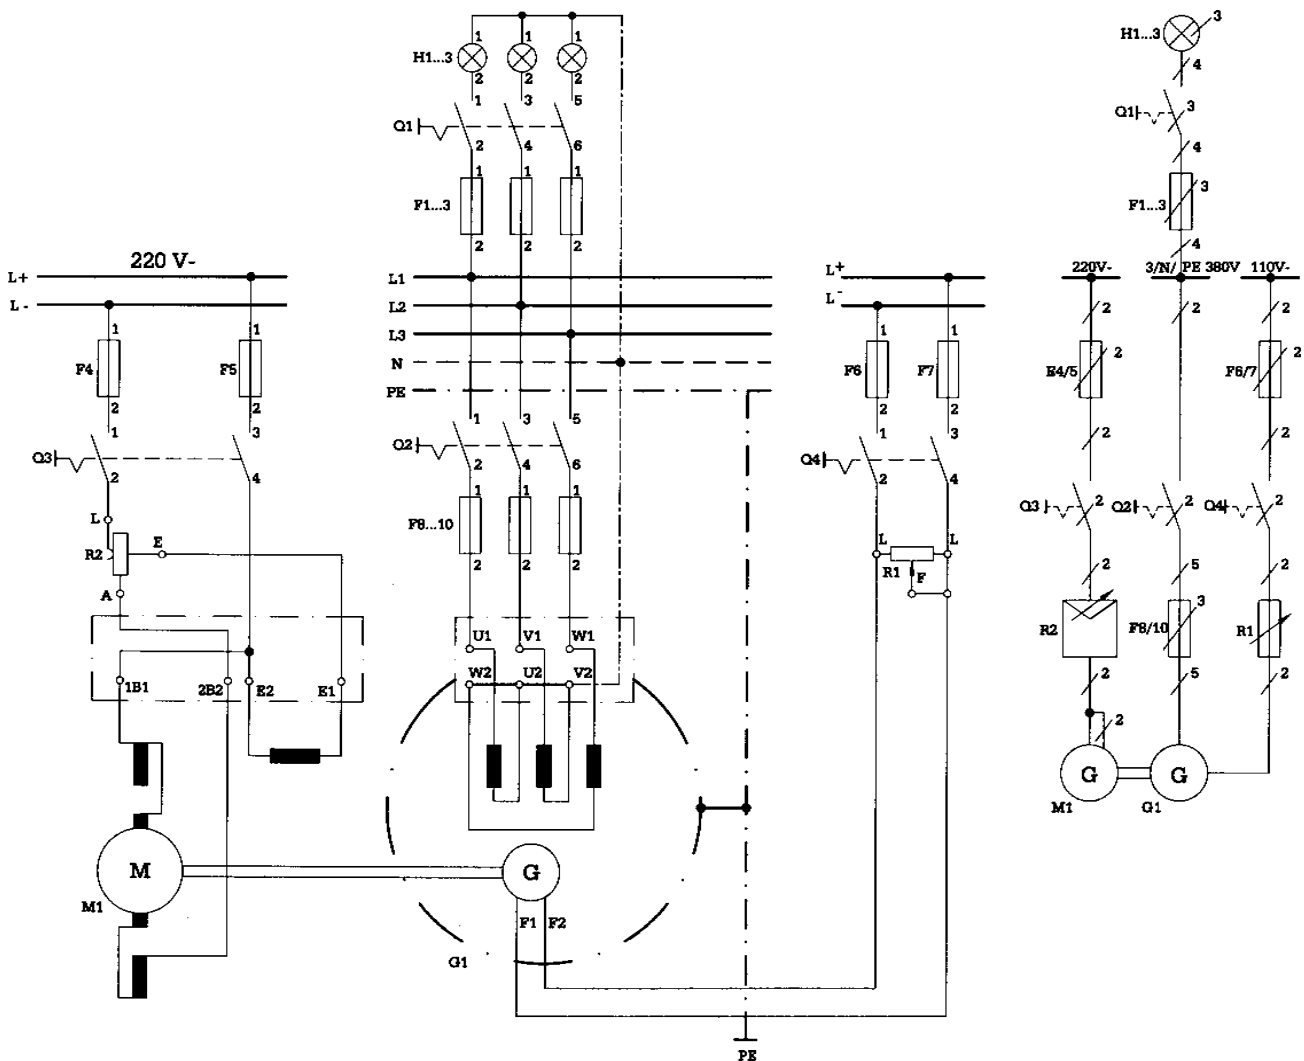 1 1 1 3
H1...3 H1...3
2 2 2 4
1 3 5
Q1 Q1 3
2 4 6 4
1 1 1
F1...3 F1...3 3
2 2 2 4
220 V- 220V- 3/N/ PE 380V 110V-
L+ L1 L+
L - L2 L-
L3
N
PE
1 1 1 1 2 2 2
F4 F5 F6 F7 E4/5 2 F6/7 2
2 2 2 2
1 3 1 3 5 1 3 2 2
Q3 Q2 Q4
2 4 2 4 6 2 4
1 1 1
F8...10 Q3 2 Q2 2 Q4 2
2 2 2
L L L
R2 E R1 F 2 5 2
A
R2 F8/10 3 R1
U1 V1 W1
W2 U2 V2
1B1 2B2 E2 E1 2 5 2
2
G G
M1 G1
M G
M1 F1 F2
G1
PE